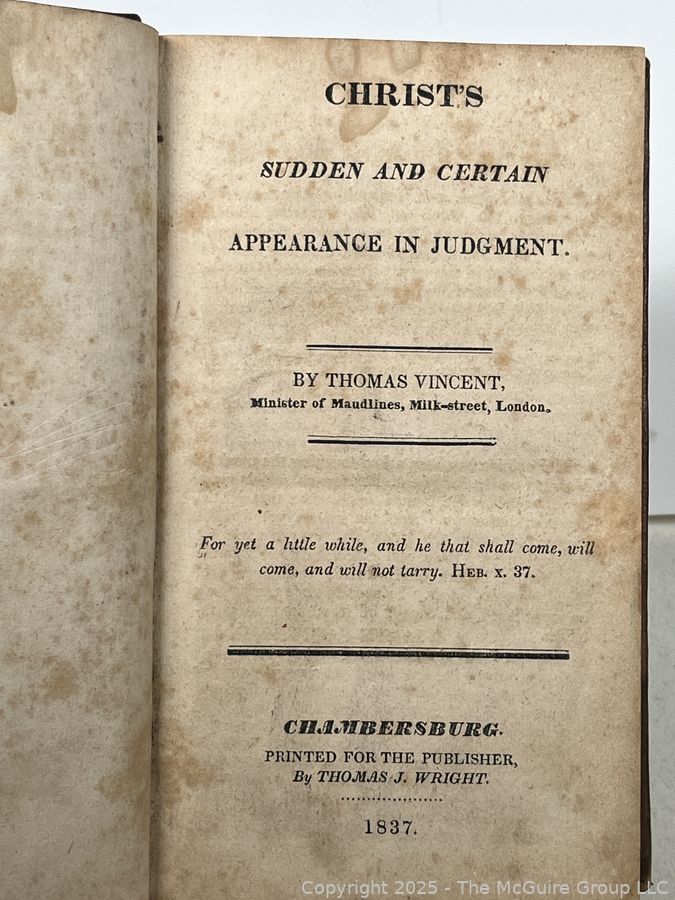 CHRIST'S
SUDDEN AND CERTAIN
APPEARANCE IN JUDGMENT.
BY THOMAS VINCENT,
Minister of Maudlines, Milk-street, London.
For yet a little while, and he that shall come, will
come, and will not tarry. HEB. X. 37.
CHAMBERSBURG.
PRINTED FOR THE PUBLISHER,
By THOMAS J. WRIGHT.
1837.
Copyright 2025 - The McGuire Group LLC